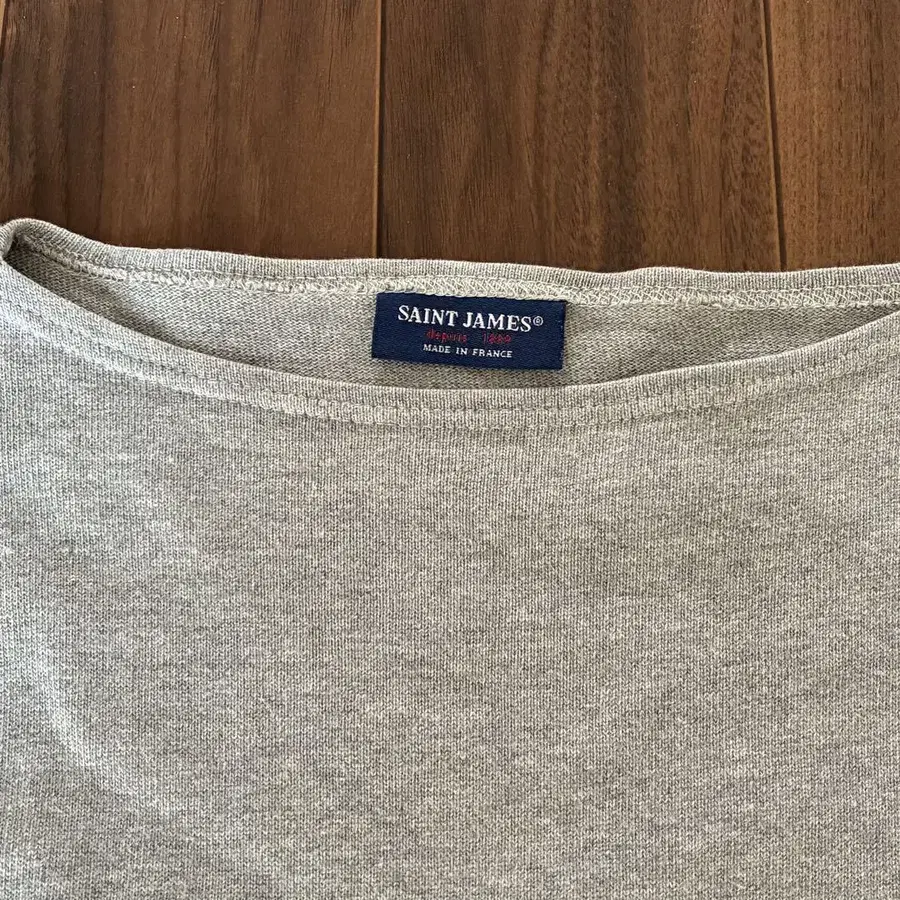 SAINT JAMES®
depuis 1889
MADE IN FRANCE